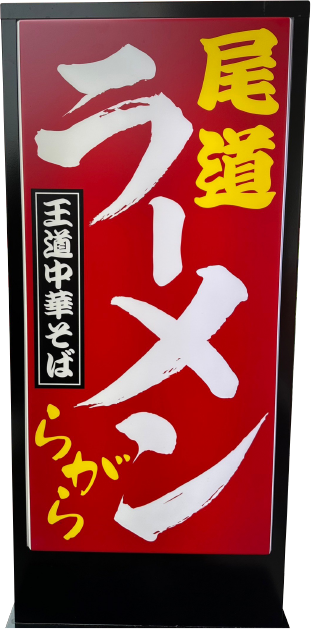 尾道
ラーメン
王道中華そば
らがら